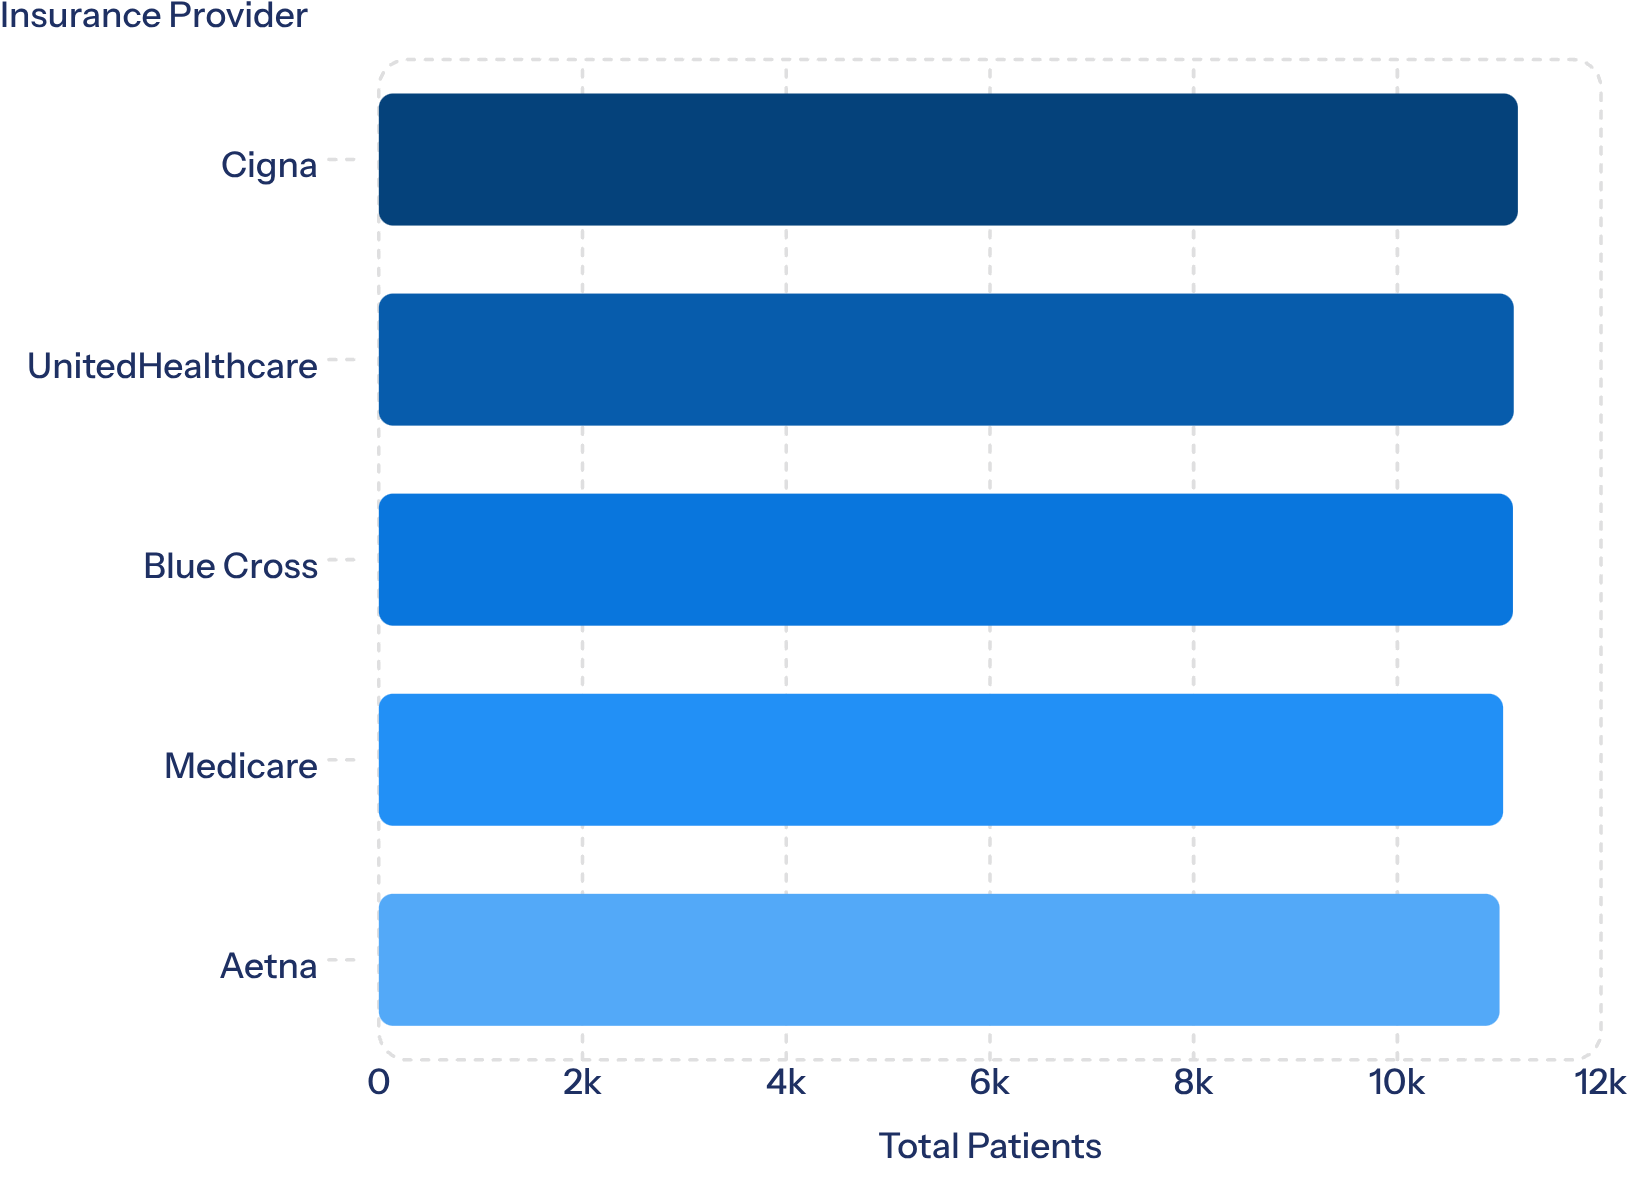 Insurance Provider
Cigna
UnitedHealthcare
Blue Cross
Medicare
Aetna
0 2k 4k 6k 8k 10k 12k
Total Patients